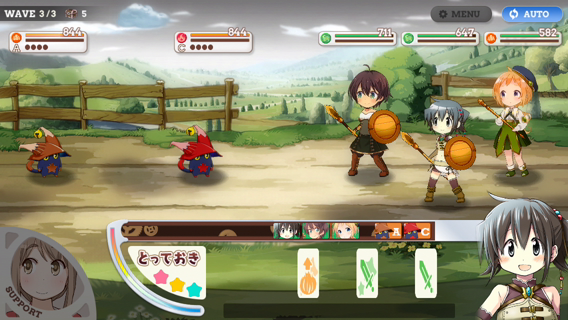 WAVE 3/3 5
MENU
AUTO
844
844
711
647
582
A
C
A
C
とっておき
SUPPORT